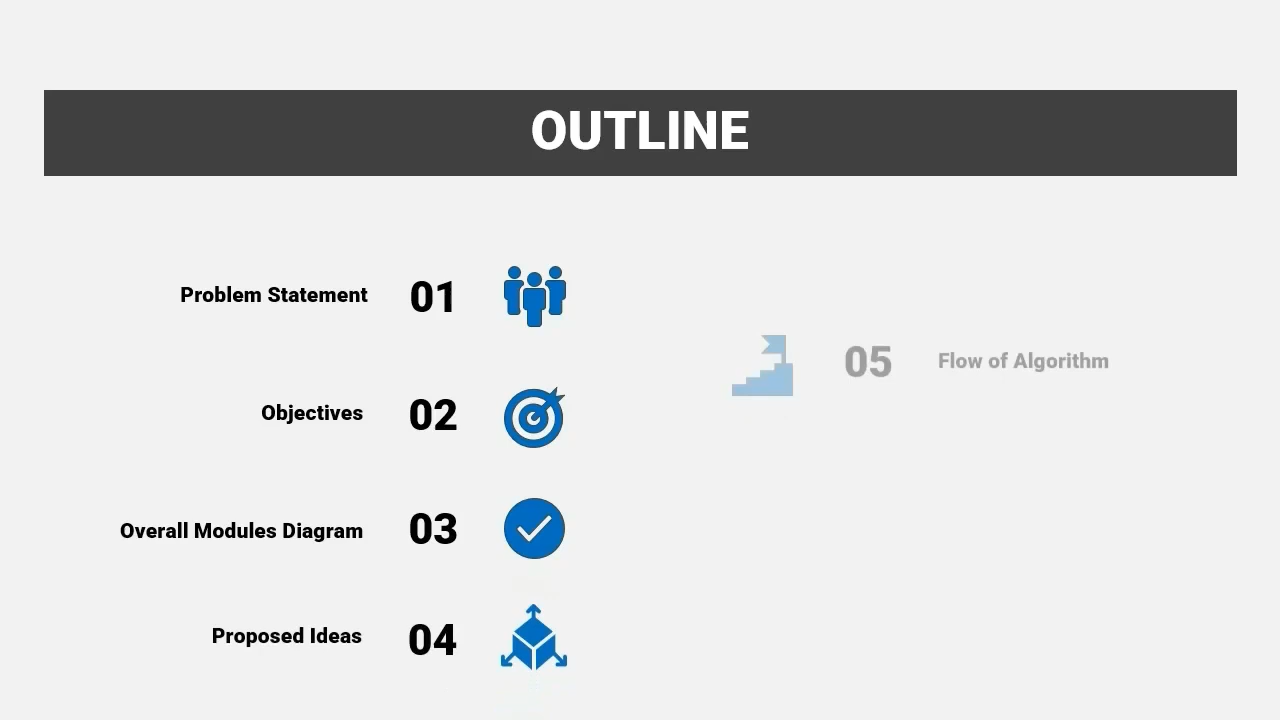 OUTLINE
Problem Statement 01
Objectives 02
Overall Modules Diagram 03
Proposed Ideas 04
05 Flow of Algorithm